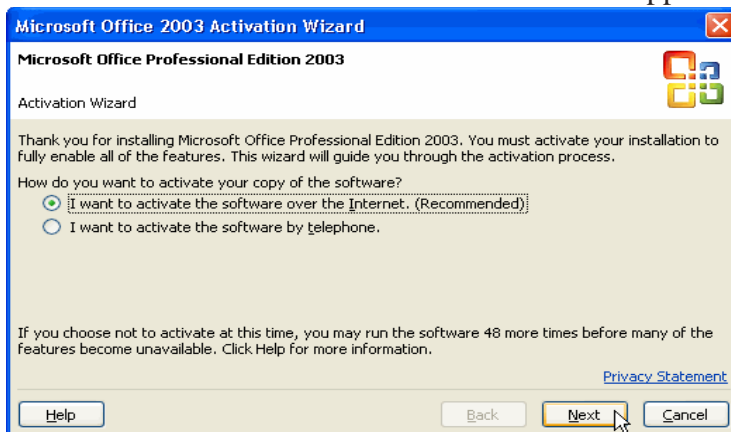 Microsoft Office 2003 Activation Wizard
Microsoft Office Professional Edition 2003
Activation Wizard
Thank you for installing Microsoft Office Professional Edition 2003. You must activate your installation to
fully enable all of the features. This wizard will guide you through the activation process.
How do you want to activate your copy of the software?
I want to activate the software over the Internet. (Recommended)
I want to activate the software by telephone.
If you choose not to activate at this time, you may run the software 48 more times before many of the
features become unavailable. Click Help for more information.
Privacy Statement
Help Back Next Cancel